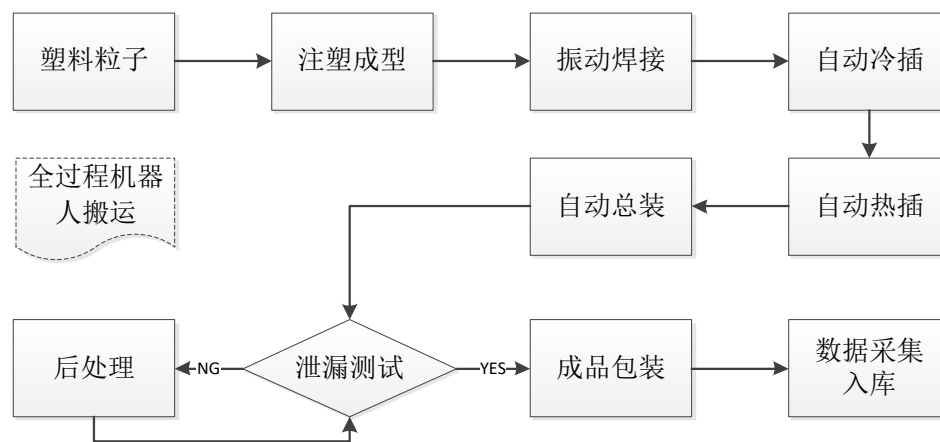 塑料粒子
注塑成型
振动焊接
自动冷插
全过程机器
人搬运
自动总装
自动热插
后处理
NG
泄漏测试
YES
成品包装
数据采集
入库